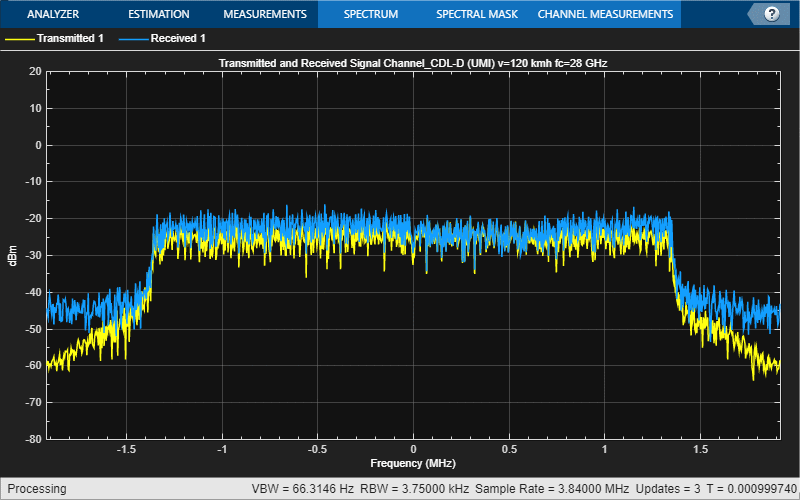 ANALYZER ESTIMATION MEASUREMENTS SPECTRUM SPECTRAL MASK CHANNEL MEASUREMENTS ?
Transmitted 1 Received 1
Transmitted and Received Signal Channel_CDL-D (UMI) v=120 kmh fc=28 GHz
20
10
0
-10
-20
-30
-40
-50
-60
-70
-80
dBm
-1.5 -1 -0.5 0 0.5 1 1.5
Frequency (MHz)
Processing VBW = 66.3146 Hz RBW = 3.75000 kHz Sample Rate = 3.84000 MHz Updates = 3 T = 0.000999740